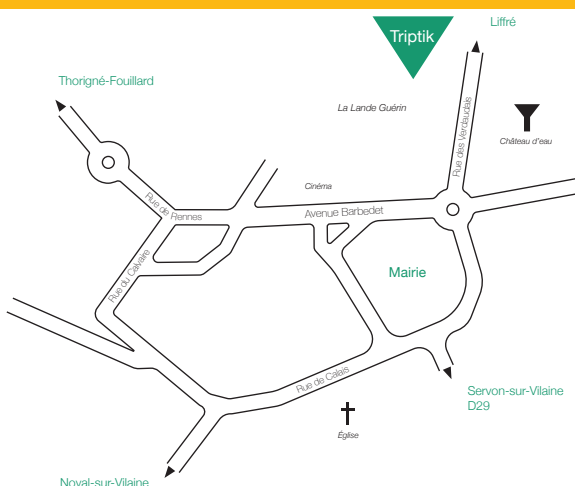 Liffré
Triptik
Thorigné-Fouillard
La Lande Guérin
Rue des Verdaudais
Château d'eau
Cinéma
Rue de Rennes
Avenue Barbedet
Rue du Calvaire
Mairie
Rue de Calais
Servon-sur-Vilaine
D29
Église
Noyal-sur-Vilaine